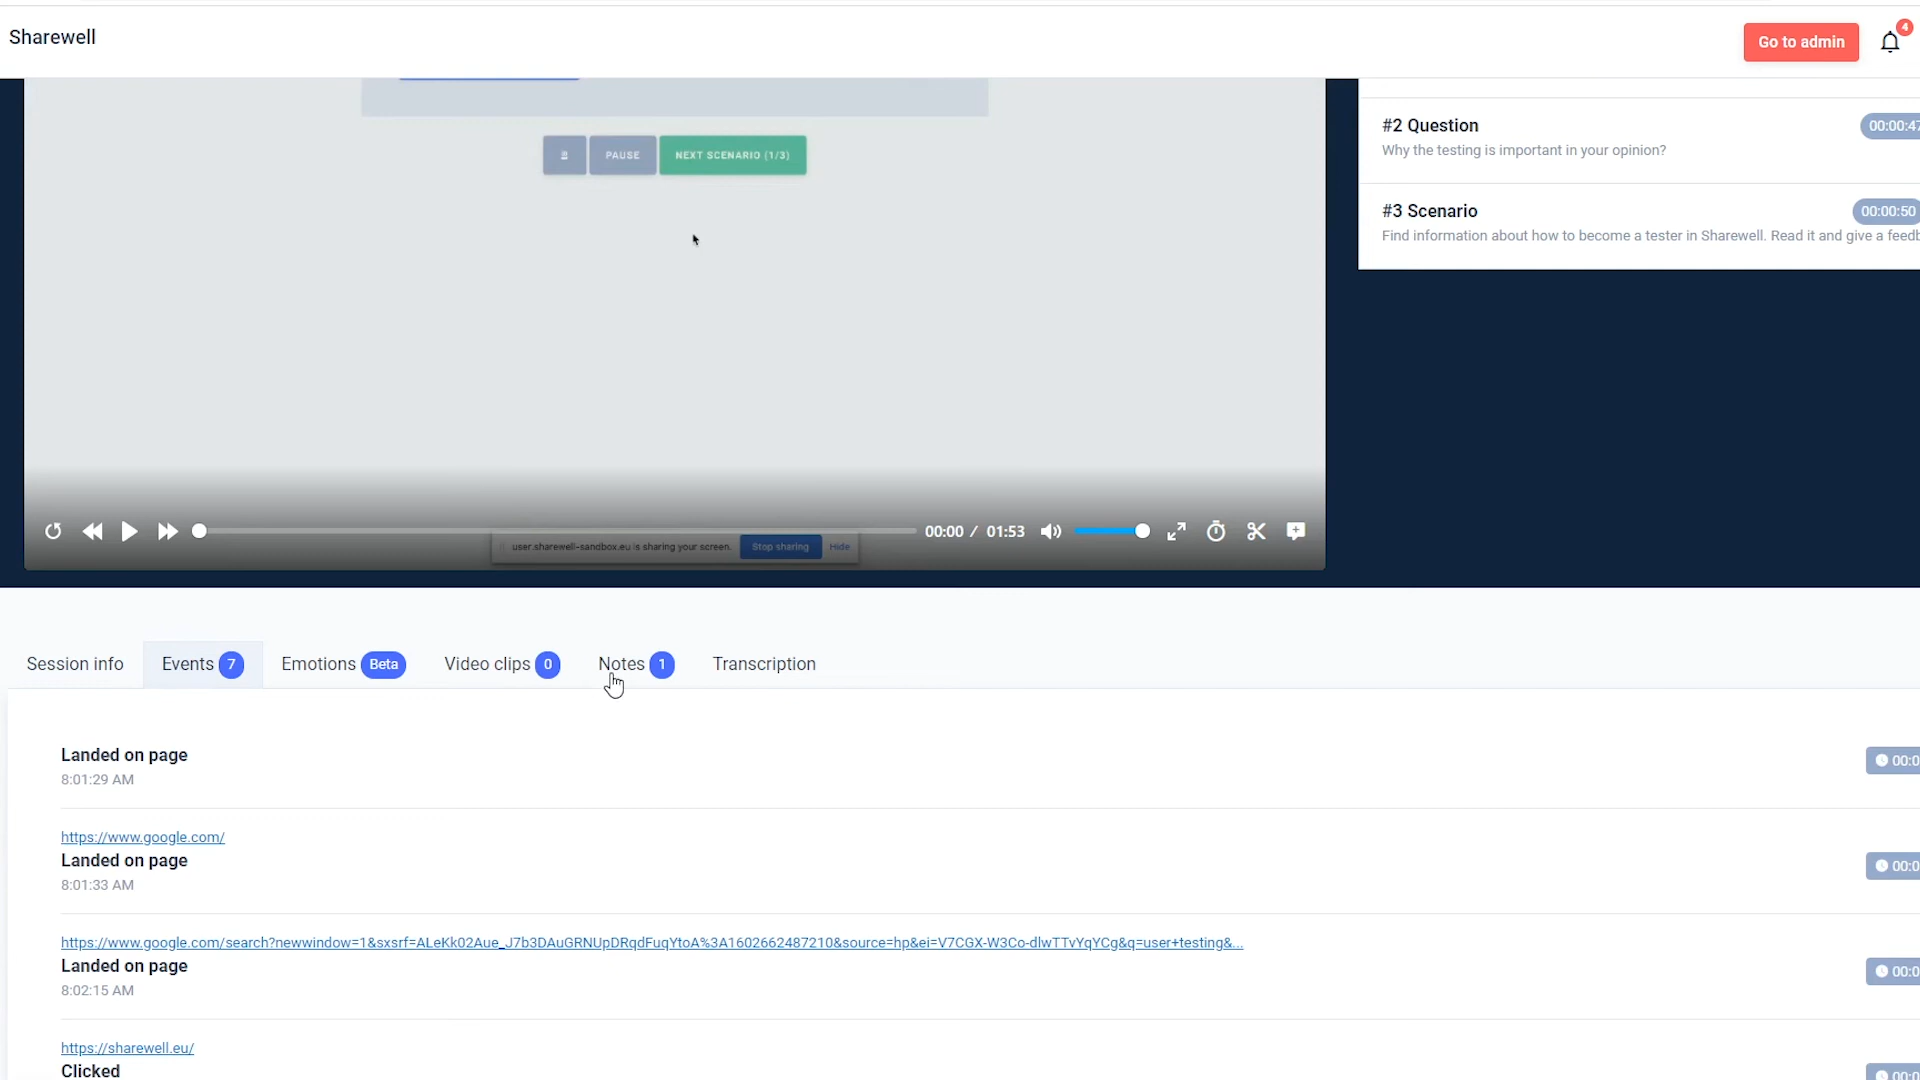 Sharewell
Go to admin
4
#2 Question
00:00:47
Why the testing is important in your opinion?
PAUSE
NEXT SCENARIO (1/3)
#3 Scenario
00:00:50
Find information about how to become a tester in Sharewell. Read it and give a feedb
00:00 / 01:53
user.sharewell-sandbox.eu is sharing your screen.
Stop sharing
Hide
Session info
Events 7
Emotions Beta
Video clips 0
Notes 1
Transcription
Landed on page
00:0
8:01:29 AM
https://www.google.com/
Landed on page
00:0
8:01:33 AM
https://www.google.com/search?newwindow=1&sxsrf=ALeKk02Aue_J7b3DAuGRNUpDRqdFuqYtoA%3A1602662487210&source=hp&ei=V7CGX-W3Co-dlwTTvYqYCg&q=user+testing&...
Landed on page
00:0
8:02:15 AM
https://sharewell.eu/
Clicked
00:0